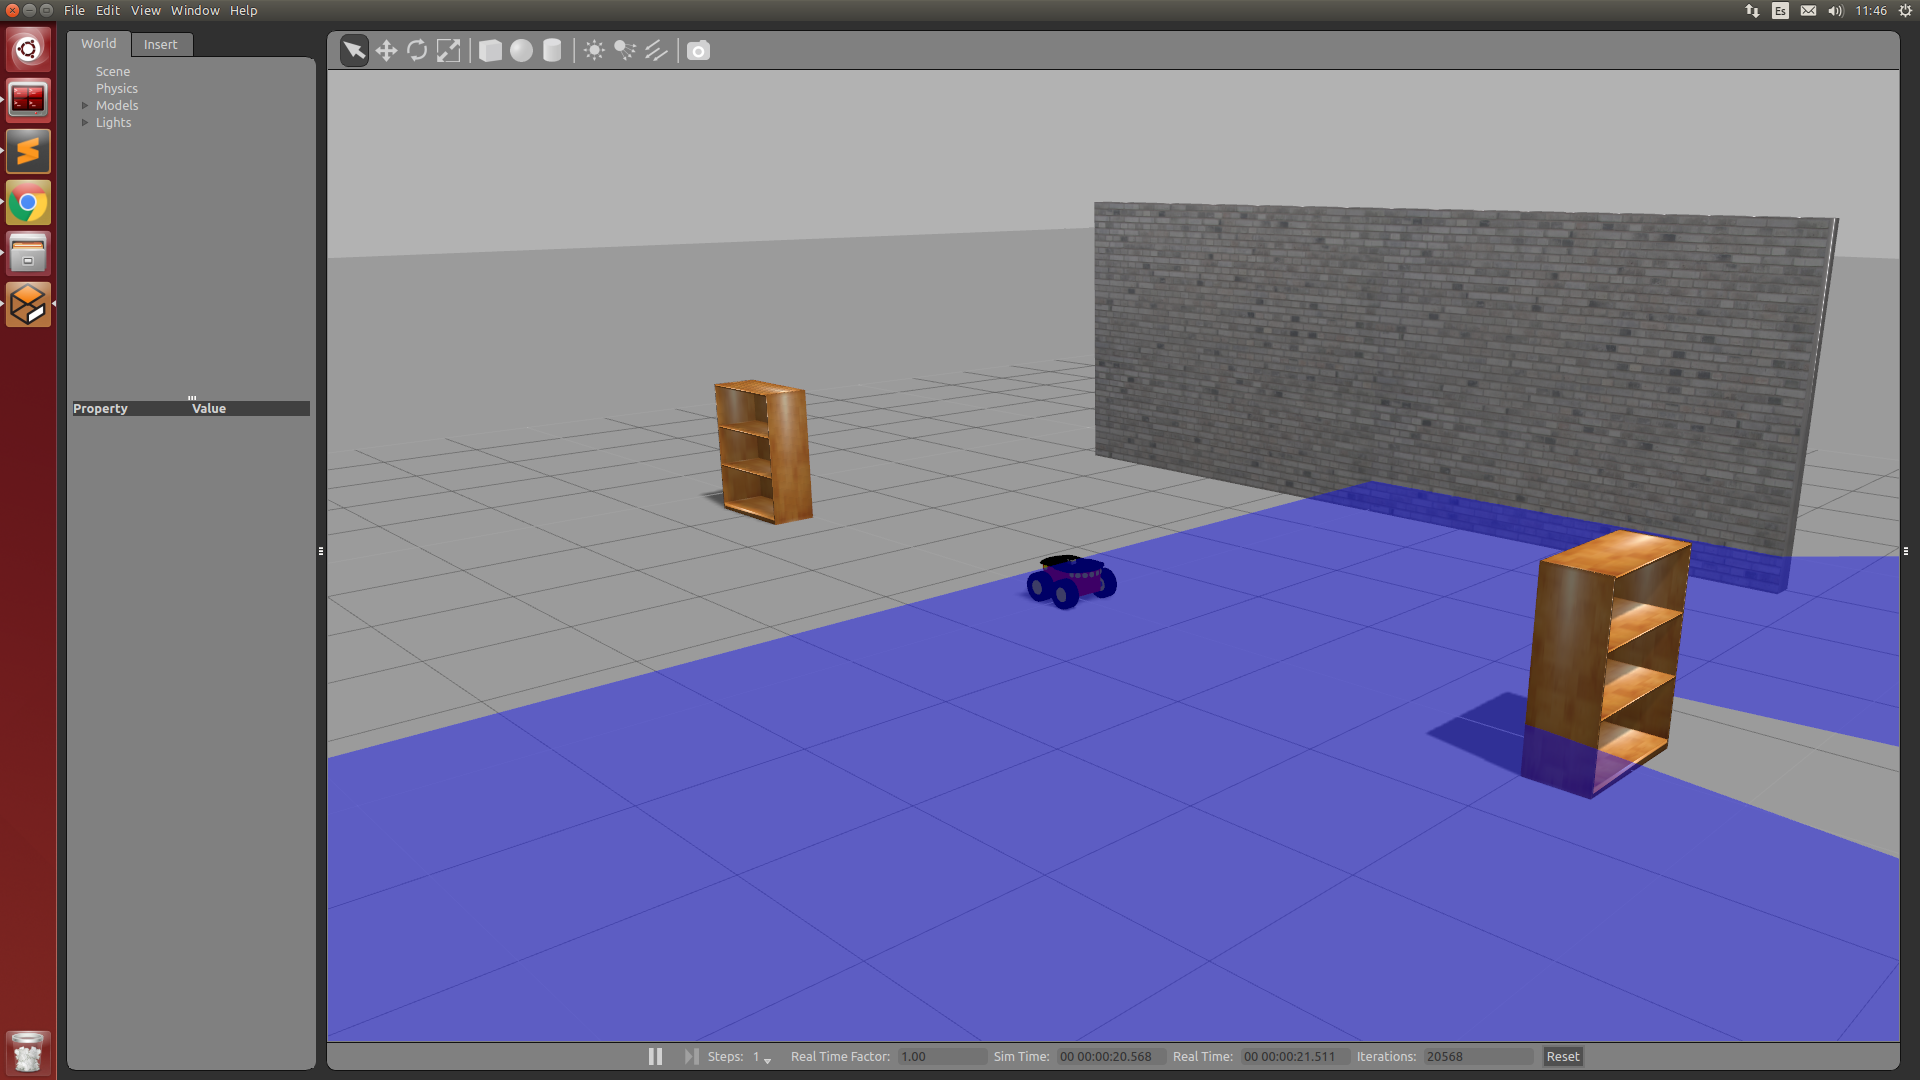 File Edit View Window Help
Es 11:46
World Insert
Scene
Physics
Models
Lights
Property Value
Steps: 1 Real Time Factor: 1.00 Sim Time: 00 00:00:20.568 Real Time: 00 00:00:21.511 Iterations: 20568 Reset